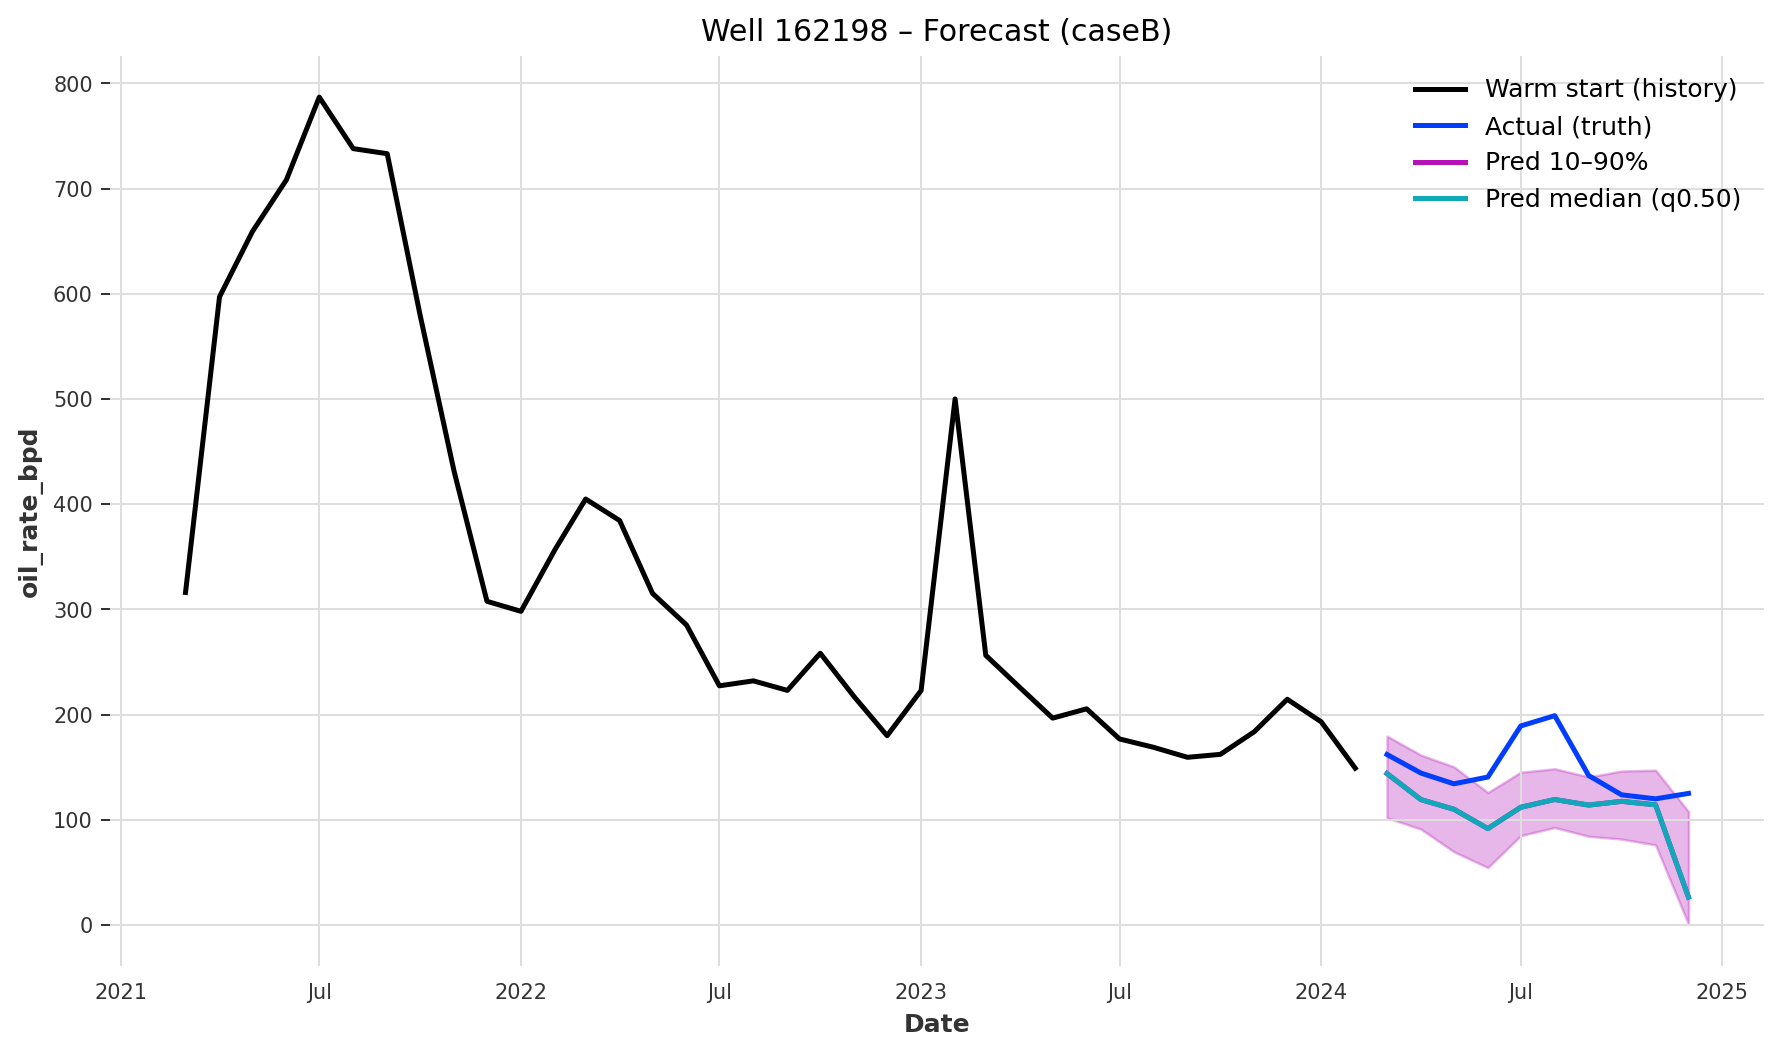 Well 162198 – Forecast (caseB)
Warm start (history)
Actual (truth)
Pred 10–90%
Pred median (q0.50)
oil_rate_bpd
800
700
600
500
400
300
200
100
0
2021 Jul 2022 Jul 2023 Jul 2024 Jul 2025
Date